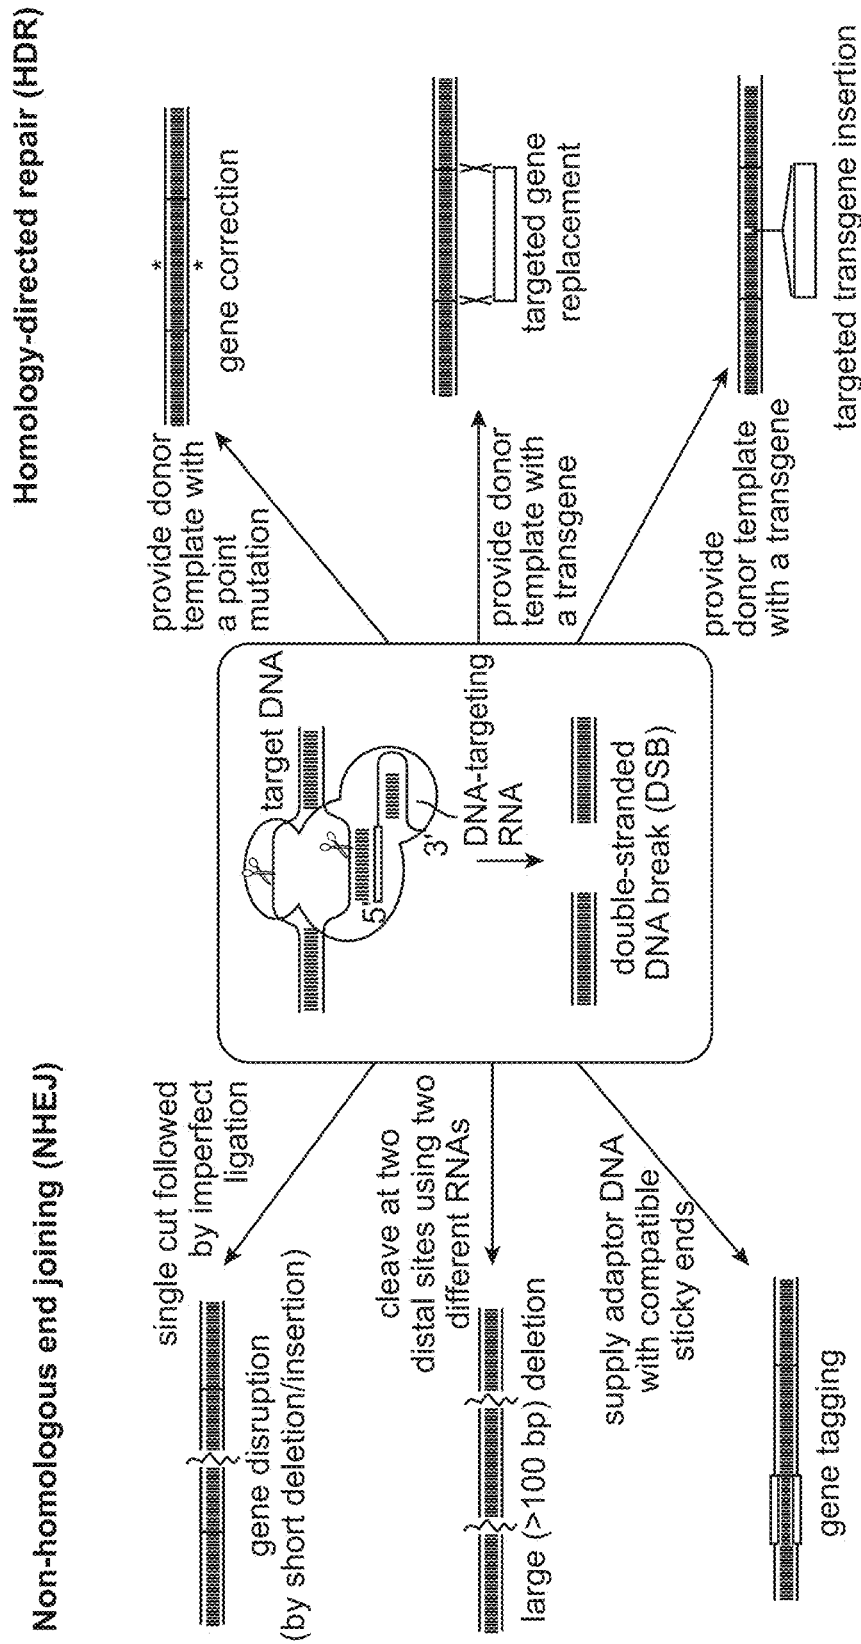 Non-homologous end joining (NHEJ)
single cut followed
by imperfect
ligation
gene disruption
(by short deletion/insertion)
cleave at two
distal sites using two
different RNAs
large (>100 bp) deletion
supply adaptor DNA
with compatible
sticky ends
gene tagging
target DNA
5'
3'
DNA-targeting
RNA
double-stranded
DNA break (DSB)
Homology-directed repair (HDR)
provide donor
template with
a point
mutation
*
*
gene correction
provide donor
template with
a transgene
targeted gene
replacement
provide
donor template
with a transgene
targeted transgene insertion